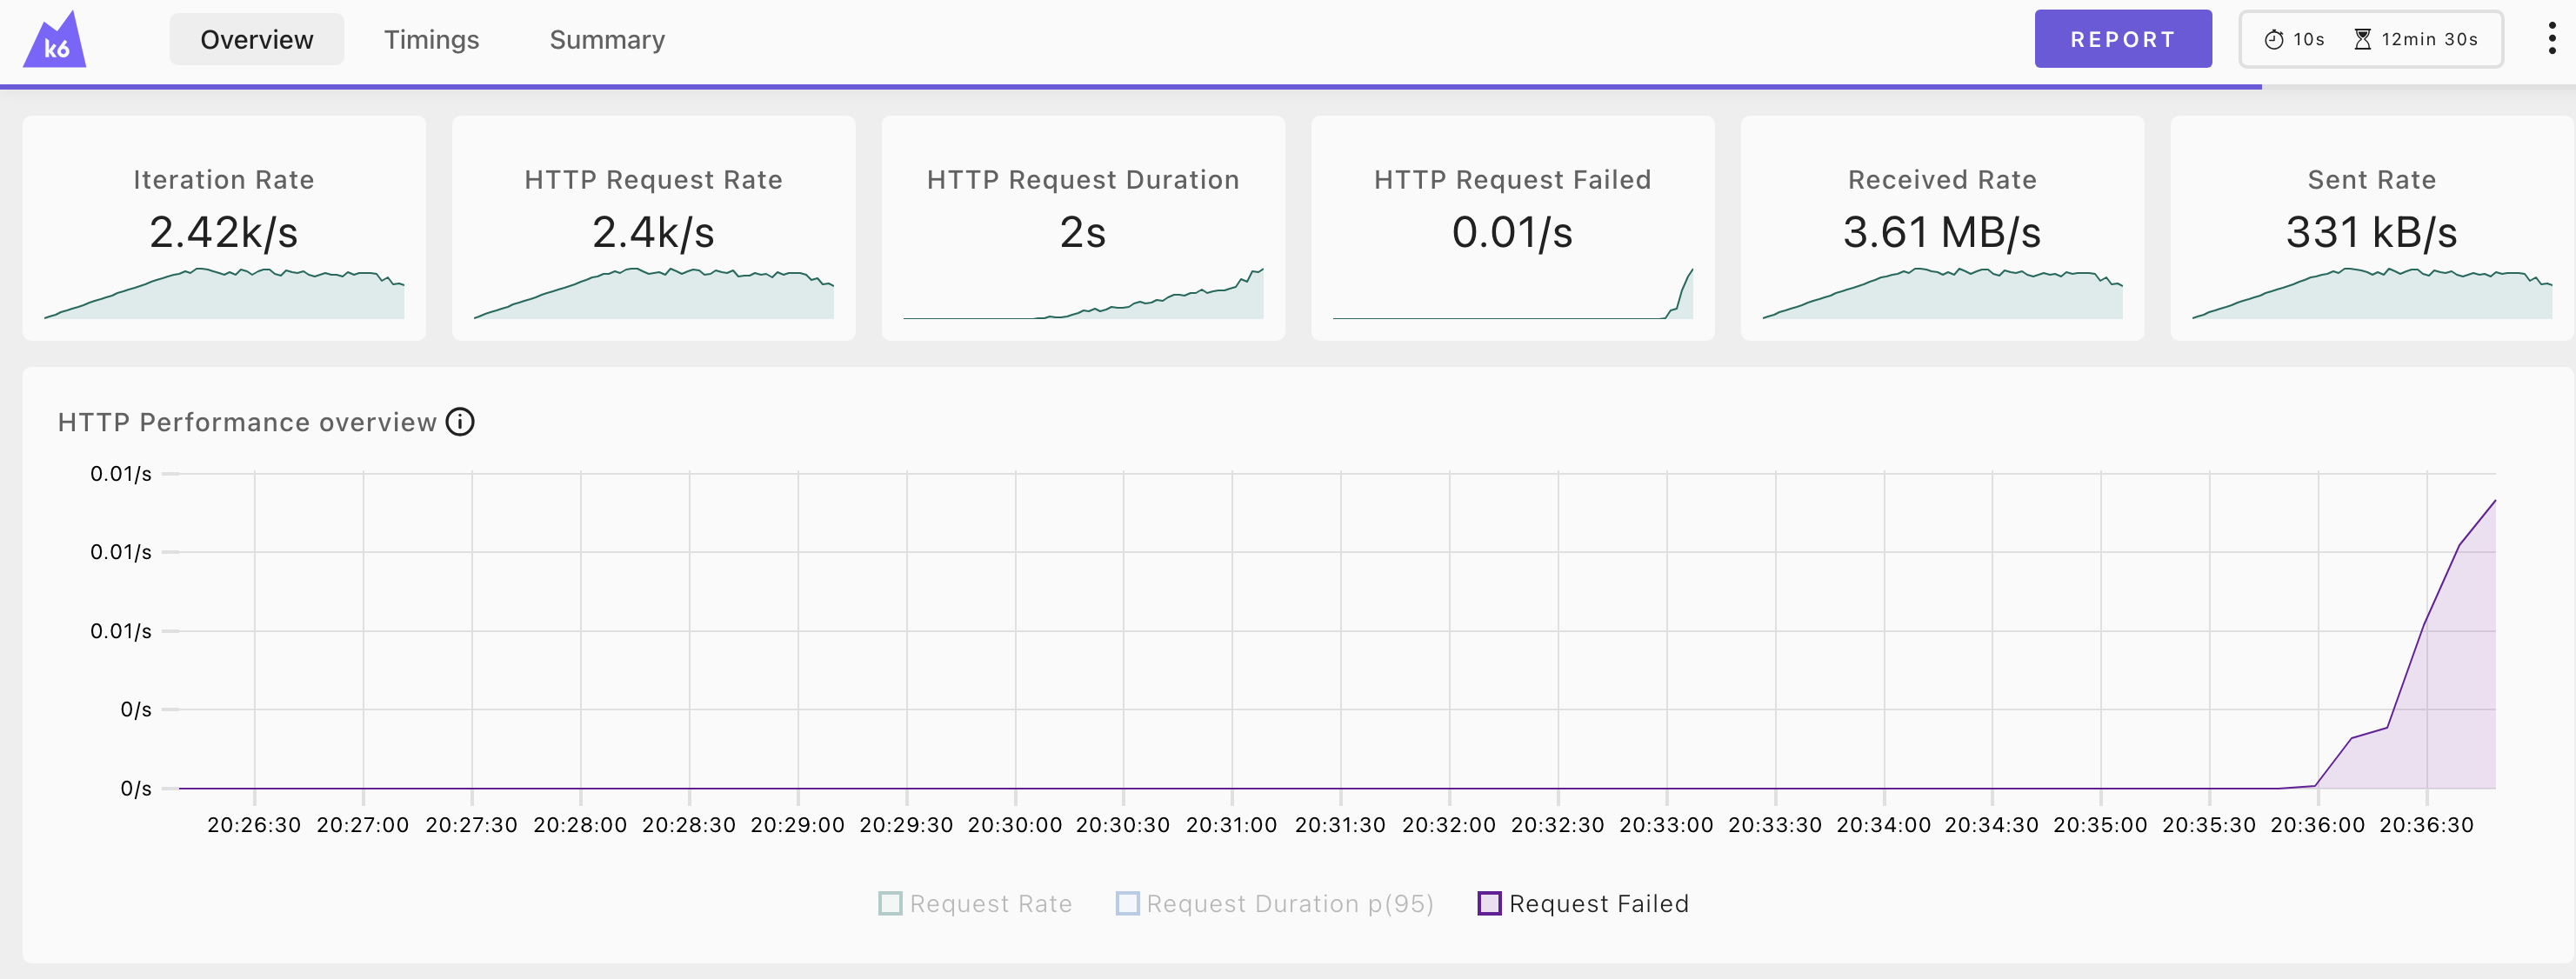 k6
Overview
Timings
Summary
REPORT
10s
12min 30s
Iteration Rate
2.42k/s
HTTP Request Rate
2.4k/s
HTTP Request Duration
2s
HTTP Request Failed
0.01/s
Received Rate
3.61 MB/s
Sent Rate
331 kB/s
HTTP Performance overview
0.01/s
0.01/s
0.01/s
0/s
0/s
20:26:30 20:27:00 20:27:30 20:28:00 20:28:30 20:29:00 20:29:30 20:30:00 20:30:30 20:31:00 20:31:30 20:32:00 20:32:30 20:33:00 20:33:30 20:34:00 20:34:30 20:35:00 20:35:30 20:36:00 20:36:30
Request Rate Request Duration p(95) Request Failed